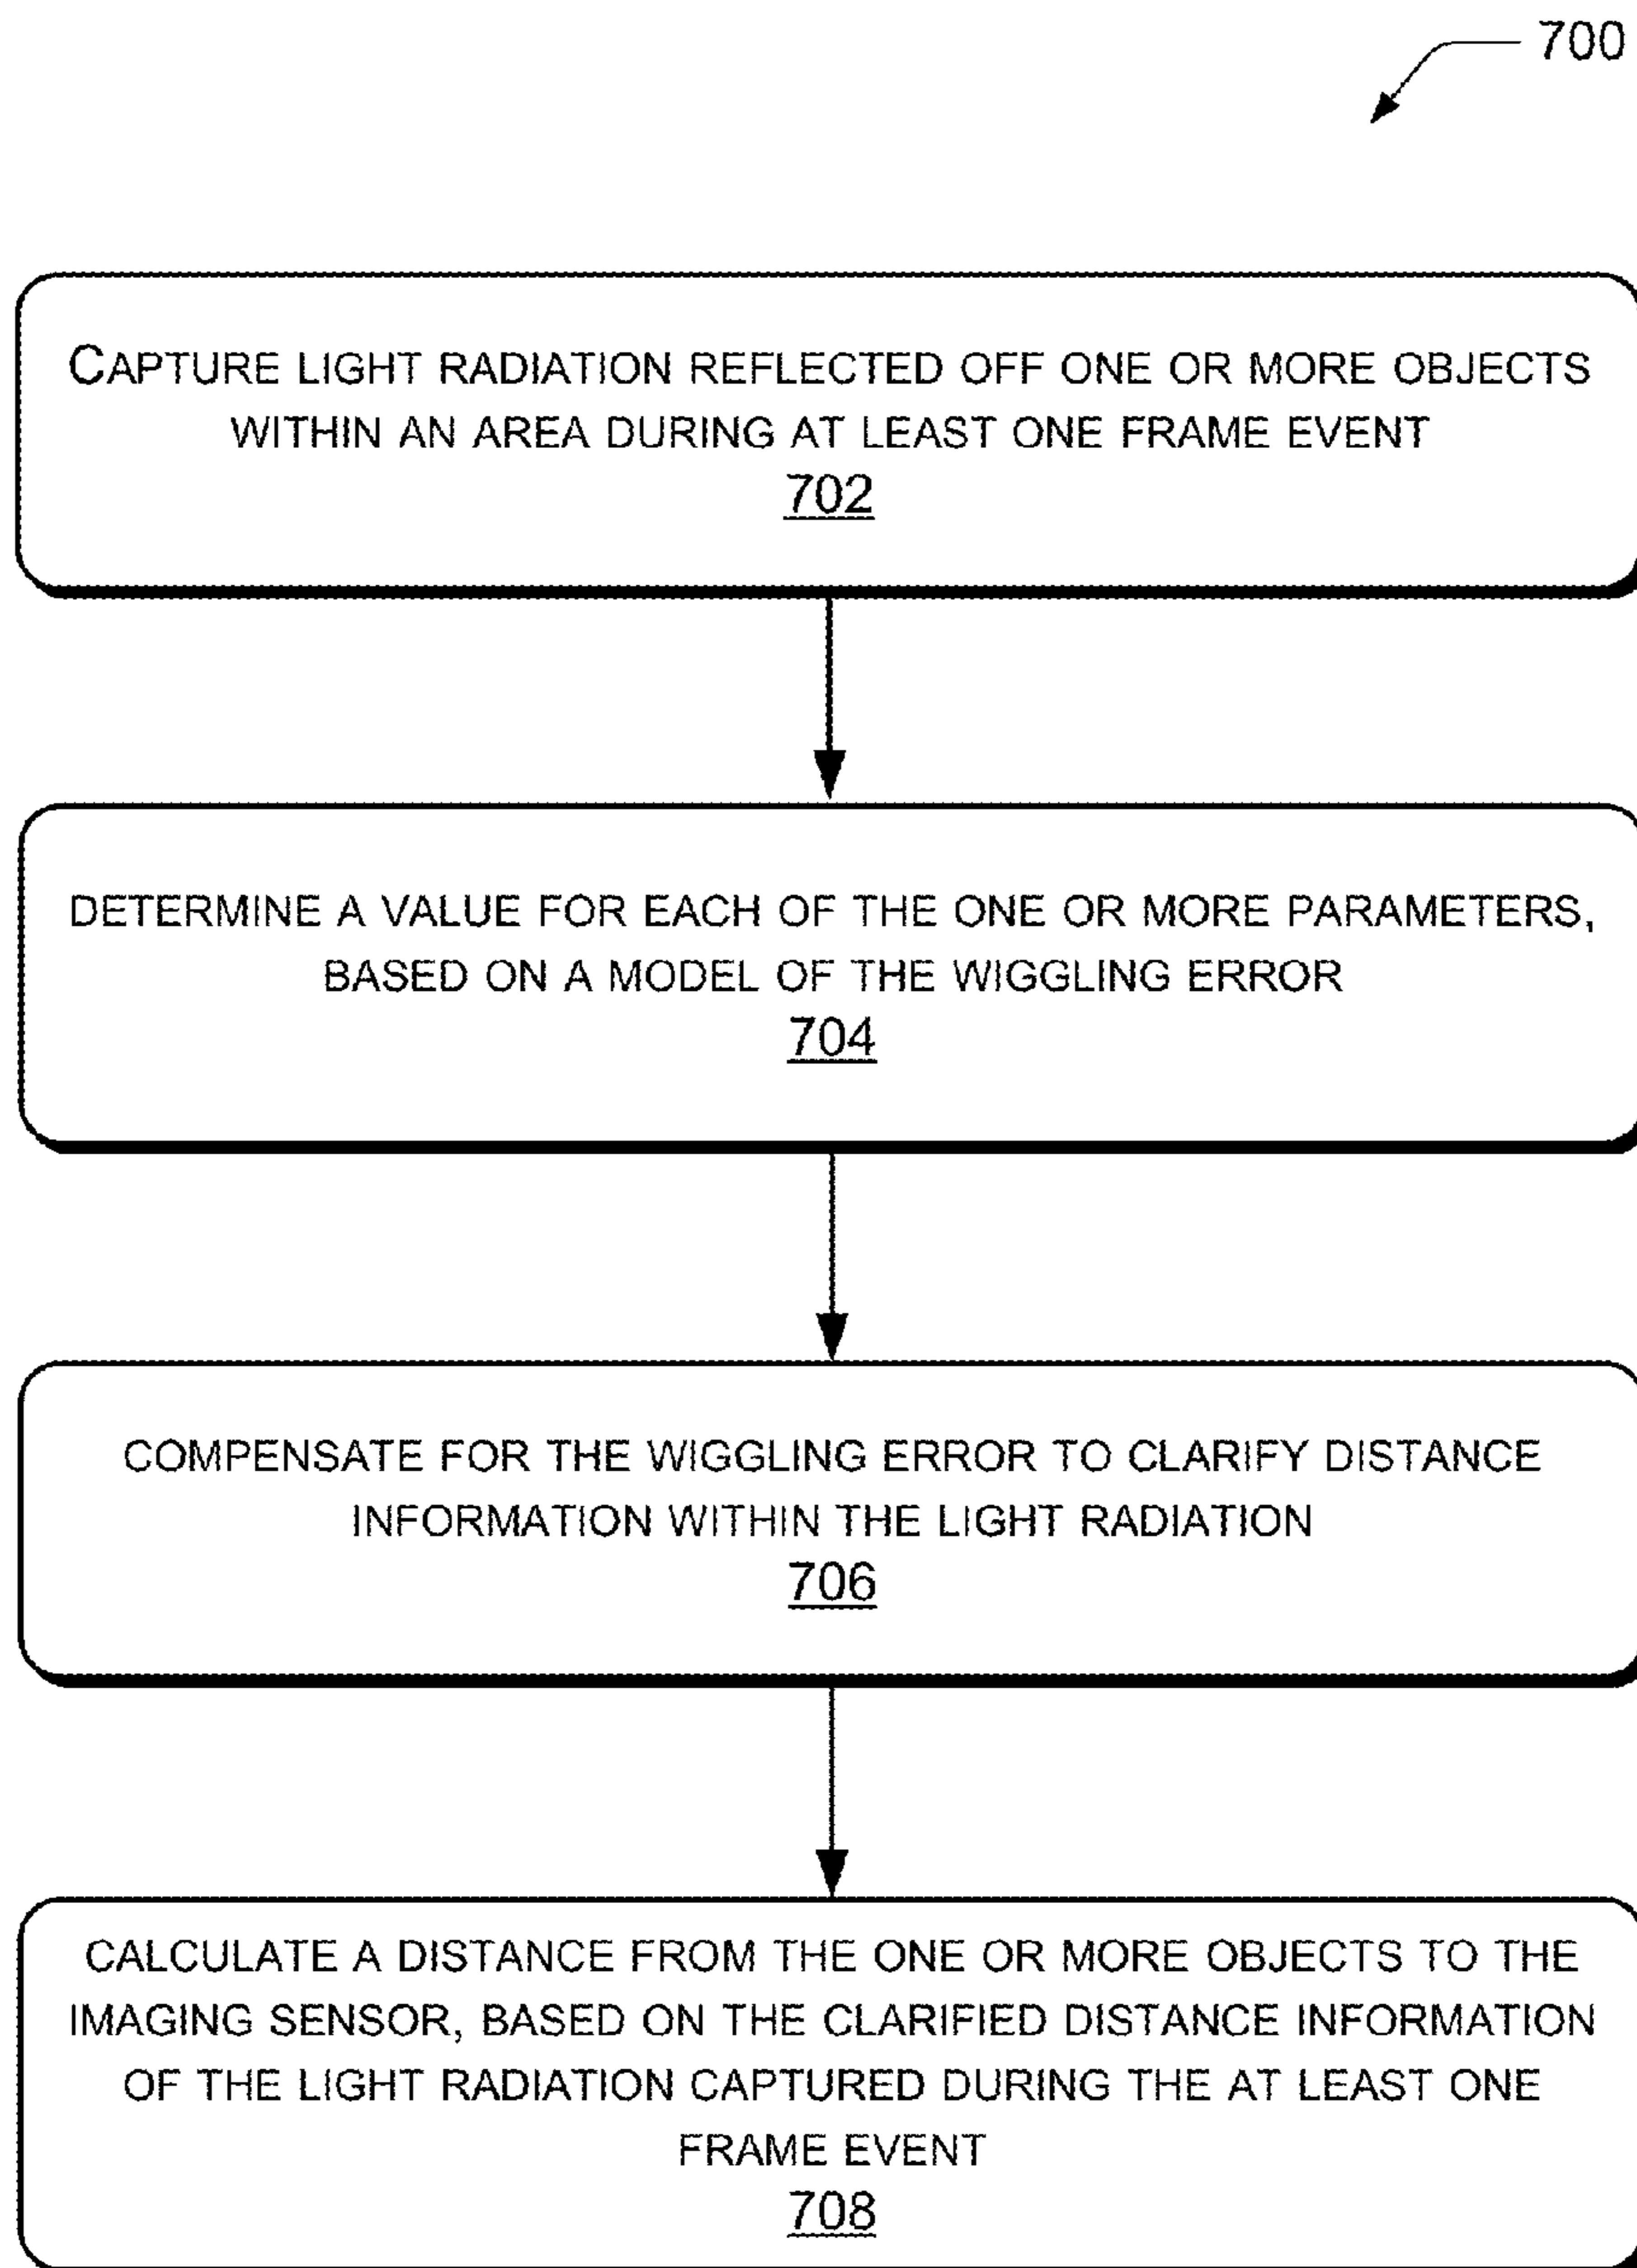 700
CAPTURE LIGHT RADIATION REFLECTED OFF ONE OR MORE OBJECTS
WITHIN AN AREA DURING AT LEAST ONE FRAME EVENT
702
DETERMINE A VALUE FOR EACH OF THE ONE OR MORE PARAMETERS,
BASED ON A MODEL OF THE WIGGLING ERROR
704
COMPENSATE FOR THE WIGGLING ERROR TO CLARIFY DISTANCE
INFORMATION WITHIN THE LIGHT RADIATION
706
CALCULATE A DISTANCE FROM THE ONE OR MORE OBJECTS TO THE
IMAGING SENSOR, BASED ON THE CLARIFIED DISTANCE INFORMATION
OF THE LIGHT RADIATION CAPTURED DURING THE AT LEAST ONE
FRAME EVENT
708